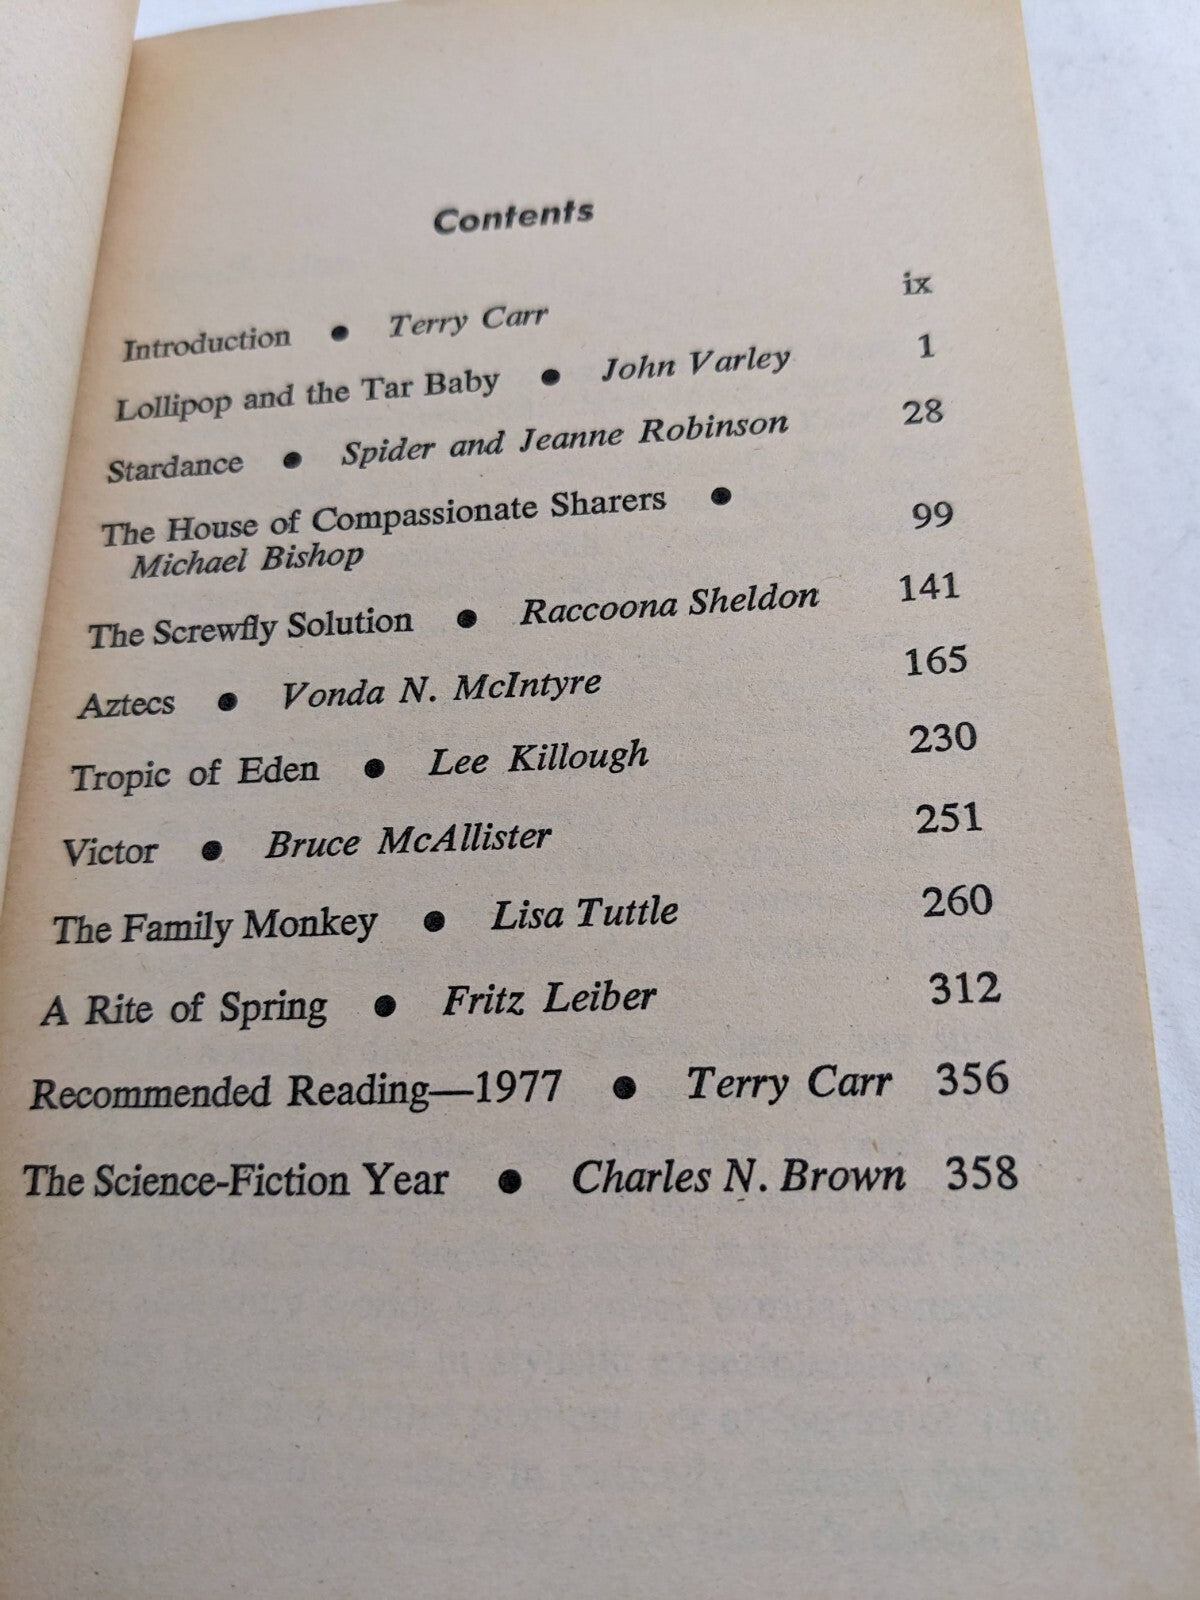 Contents
Introduction ● Terry Carr ix
Lollipop and the Tar Baby ● John Varley 1
Stardance ● Spider and Jeanne Robinson 28
The House of Compassionate Sharers ●
Michael Bishop 99
The Screwfly Solution ● Raccoona Sheldon 141
Aztecs ● Vonda N. McIntyre 165
Tropic of Eden ● Lee Killough 230
Victor ● Bruce McAllister 251
The Family Monkey ● Lisa Tuttle 260
A Rite of Spring ● Fritz Leiber 312
Recommended Reading—1977 ● Terry Carr 356
The Science-Fiction Year ● Charles N. Brown 358